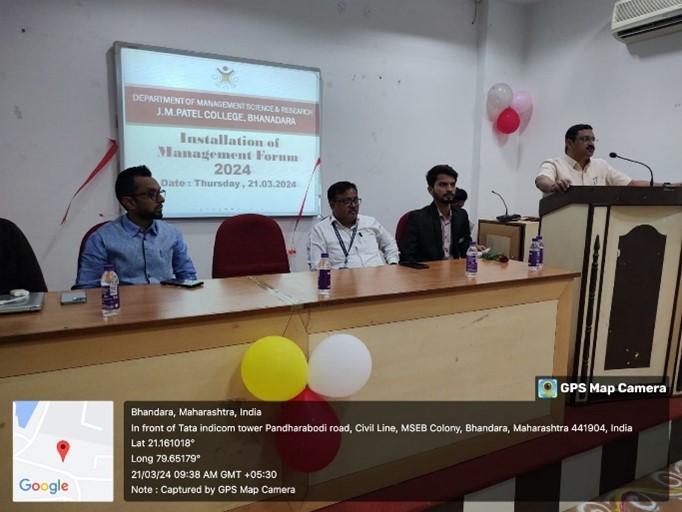 DEPARTMENT OF MANAGEMENT SCIENCE & RESEARCH
J.M.PATEL COLLEGE, BHANADARA
Installation of
Management Forum
2024
Date : Thursday , 21.03.2024
GPS Map Camera
Bhandara, Maharashtra, India
In front of Tata indicom tower Pandharabodi road, Civil Line, MSEB Colony, Bhandara, Maharashtra 441904, India
Lat 21.161018°
Long 79.65179°
21/03/24 09:38 AM GMT +05:30
Note : Captured by GPS Map Camera
Google